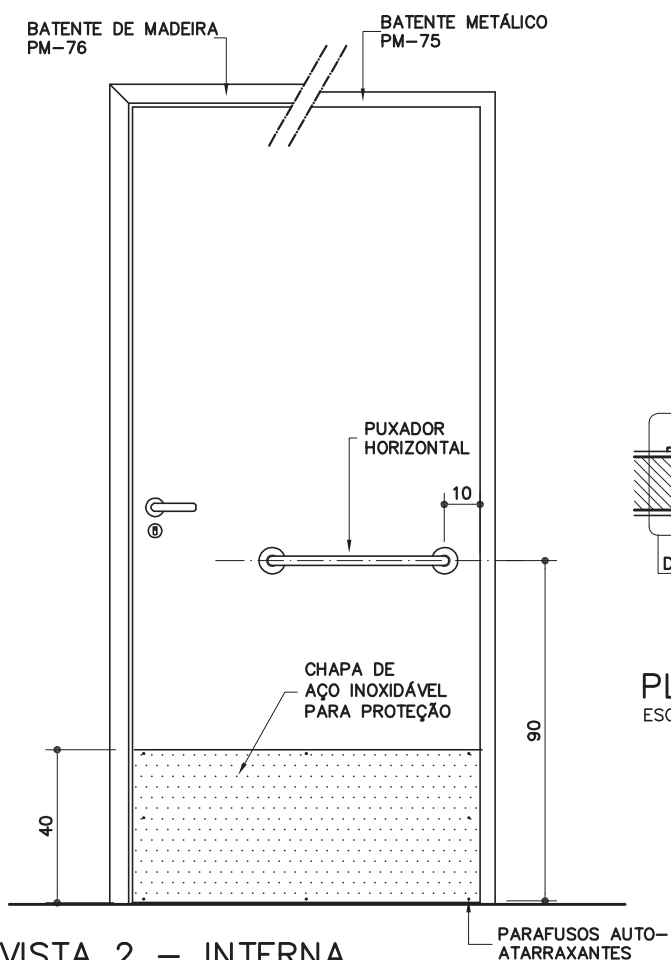 BATENTE DE MADEIRA
PM-76
BATENTE METÁLICO
PM-75
PUXADOR
HORIZONTAL
10
D
CHAPA DE
AÇO INOXIDÁVEL
PARA PROTEÇÃO
PL
ESC
90
40
VISTA 2 – INTERNA
PARAFUSOS AUTO-
ATARRAXANTES